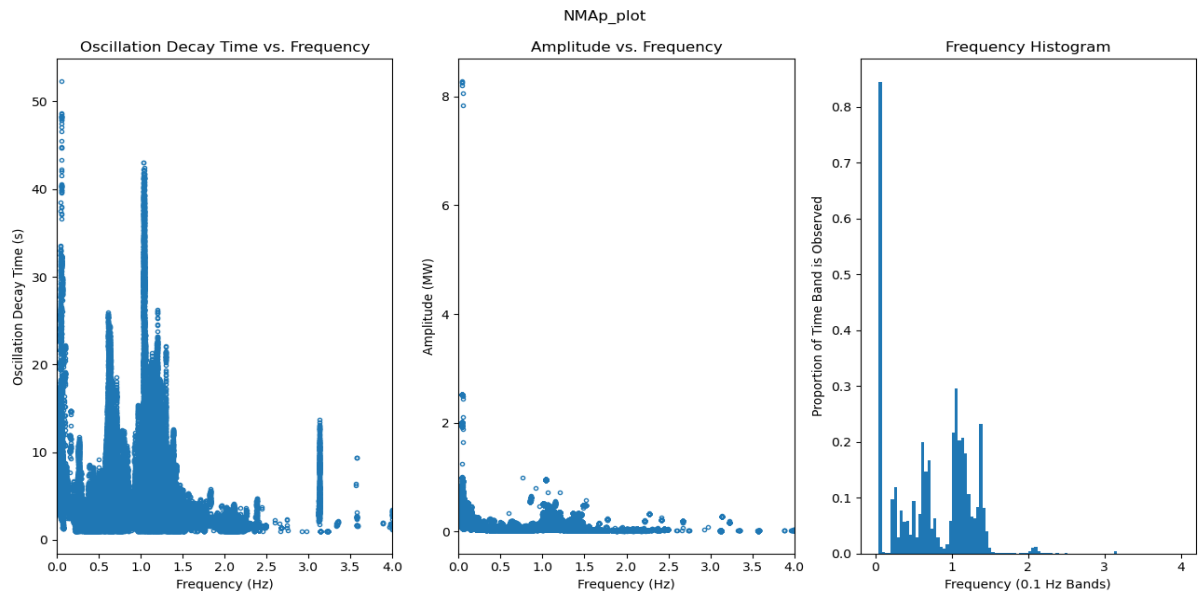 NMAp_plot
Oscillation Decay Time vs. Frequency
Oscillation Decay Time (s)
50
40
30
20
10
0
0.0 0.5 1.0 1.5 2.0 2.5 3.0 3.5 4.0
Frequency (Hz)
Amplitude vs. Frequency
Amplitude (MW)
8
6
4
2
0
0.0 0.5 1.0 1.5 2.0 2.5 3.0 3.5 4.0
Frequency (Hz)
Frequency Histogram
Proportion of Time Band is Observed
0.8
0.7
0.6
0.5
0.4
0.3
0.2
0.1
0.0
0 1 2 3 4
Frequency (0.1 Hz Bands)